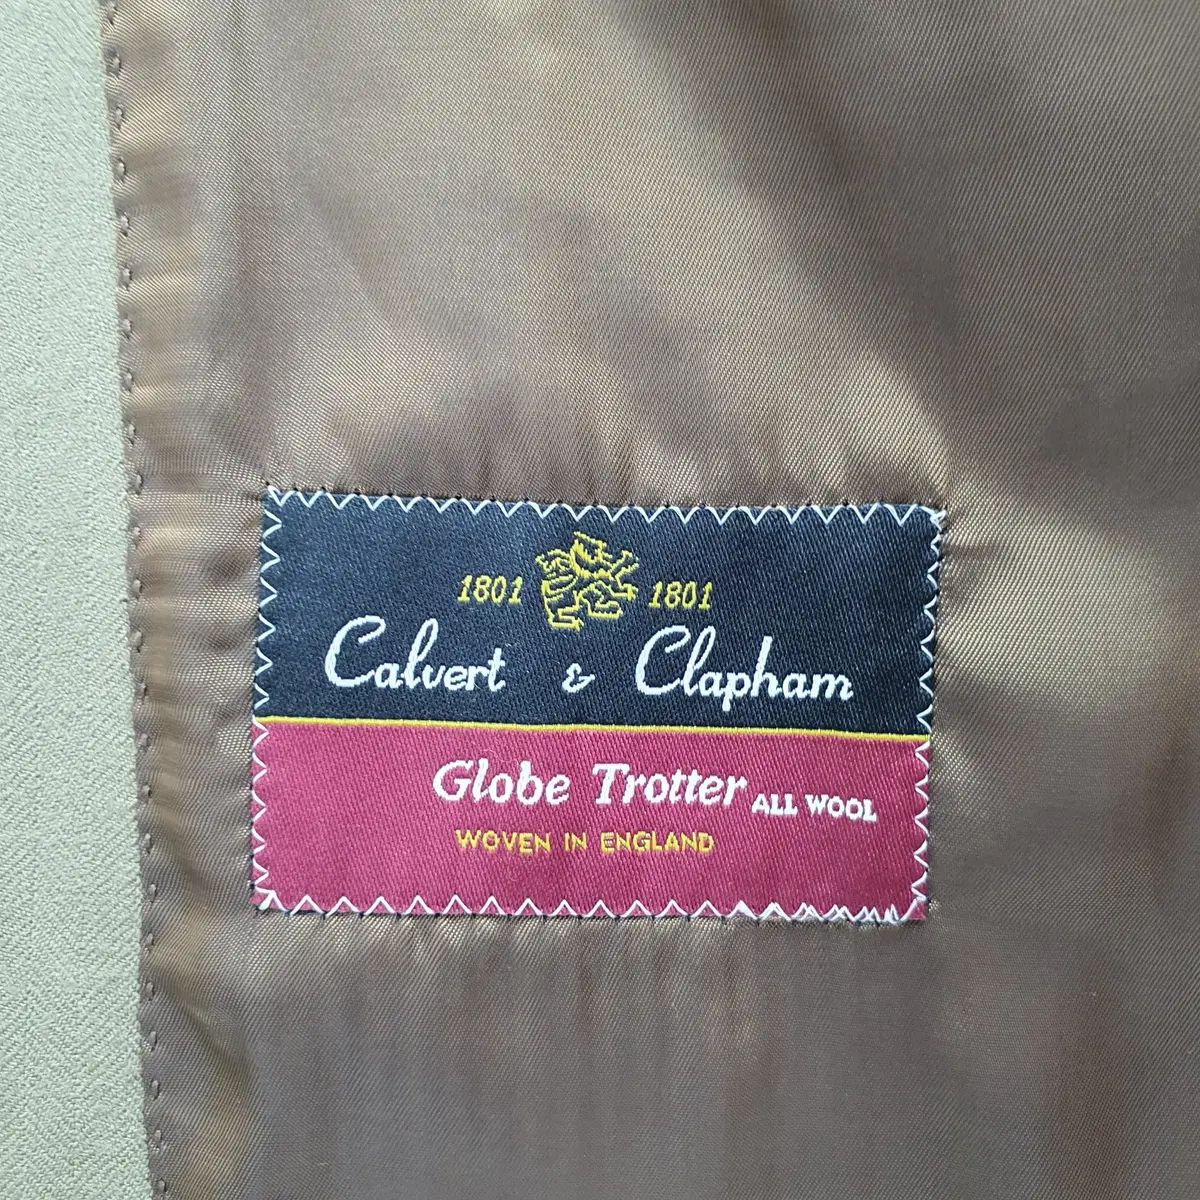 1801 1801
Calvert & Clapham
Globe Trotter ALL WOOL
WOVEN IN ENGLAND